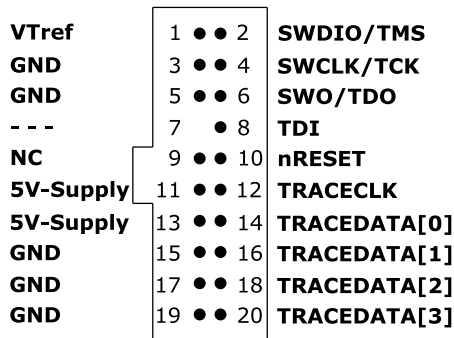 VTref 1 2 SWDIO/TMS
GND 3 4 SWCLK/TCK
GND 5 6 SWO/TDO
--- 7 8 TDI
NC 9 10 nRESET
5V-Supply 11 12 TRACECLK
5V-Supply 13 14 TRACEDATA[0]
GND 15 16 TRACEDATA[1]
GND 17 18 TRACEDATA[2]
GND 19 20 TRACEDATA[3]